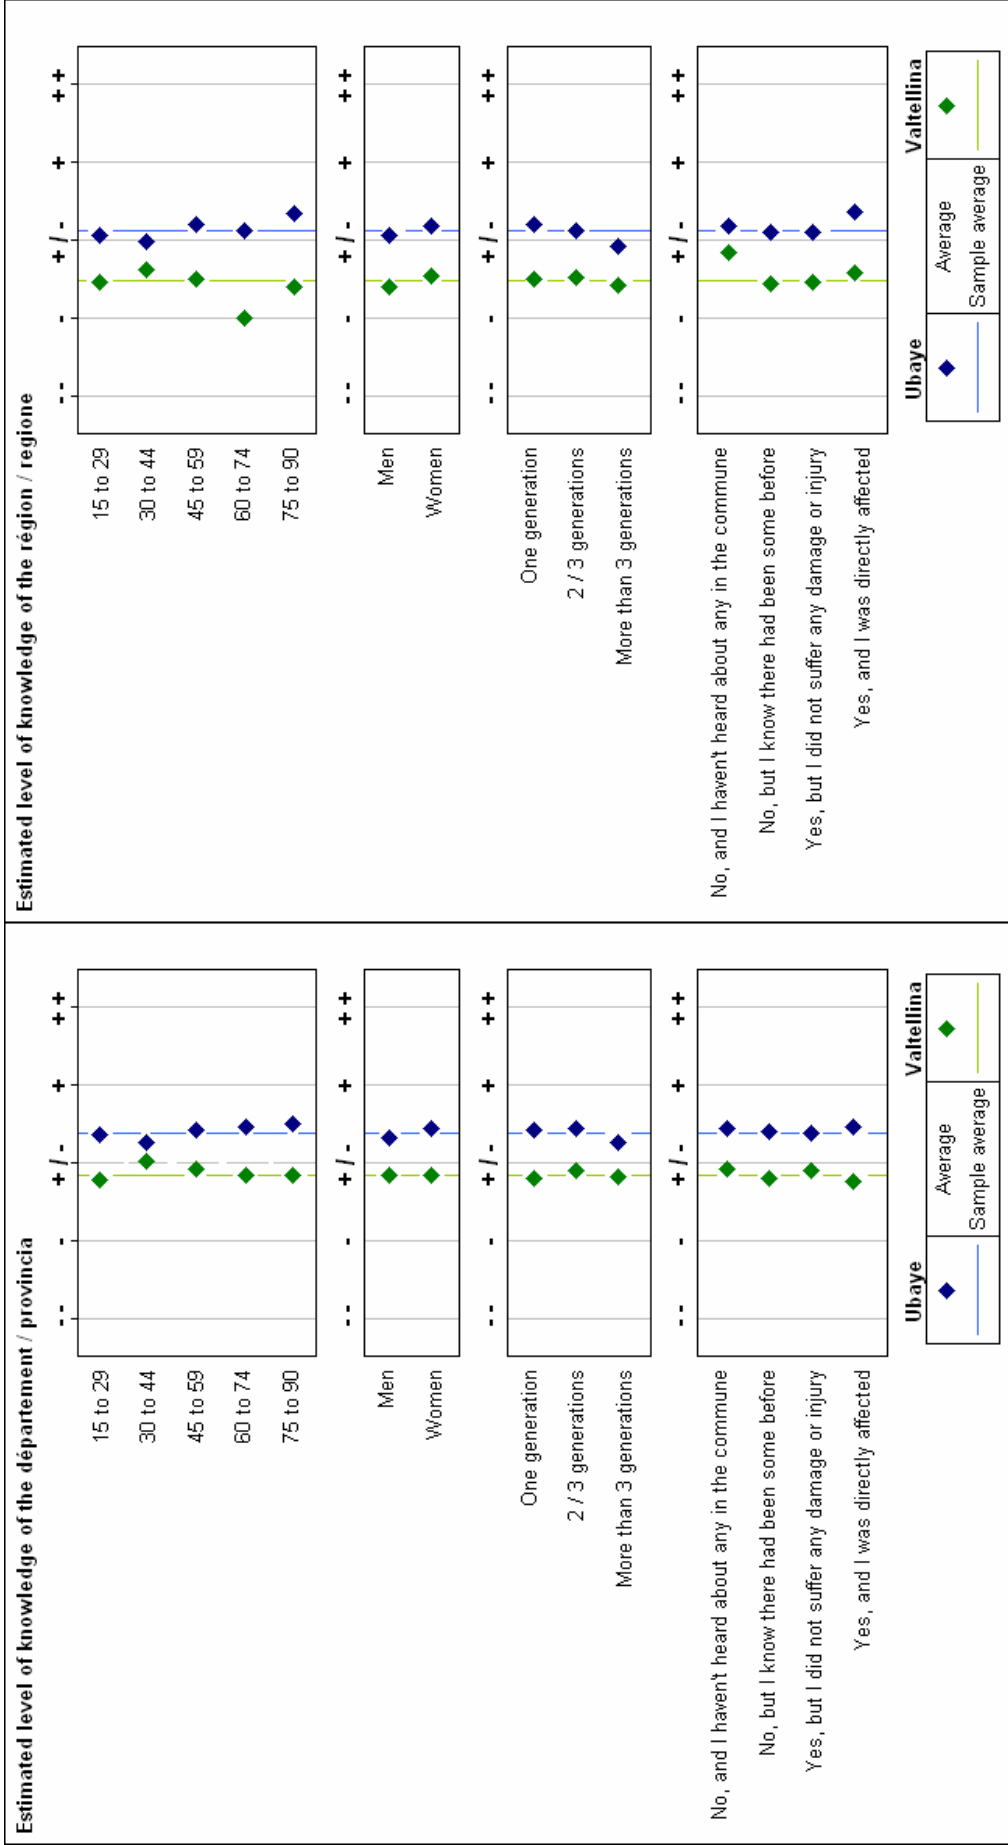 Estimated level of knowledge of the département / provincia
- - - + / - + + +
15 to 29
30 to 44
45 to 59
60 to 74
75 to 90
- - - + / - + + +
Men
Women
- - - + / - + + +
One generation
2 / 3 generations
More than 3 generations
- - - + / - + + +
No, and I haven't heard about any in the commune
No, but I know there had been some before
Yes, but I did not suffer any damage or injury
Yes, and I was directly affected
Ubaye Valtellina
Average
Sample average
Estimated level of knowledge of the région / regione
- - - + / - + + +
15 to 29
30 to 44
45 to 59
60 to 74
75 to 90
- - - + / - + + +
Men
Women
- - - + / - + + +
One generation
2 / 3 generations
More than 3 generations
- - - + / - + + +
No, and I haven't heard about any in the commune
No, but I know there had been some before
Yes, but I did not suffer any damage or injury
Yes, and I was directly affected
Ubaye Valtellina
Average
Sample average